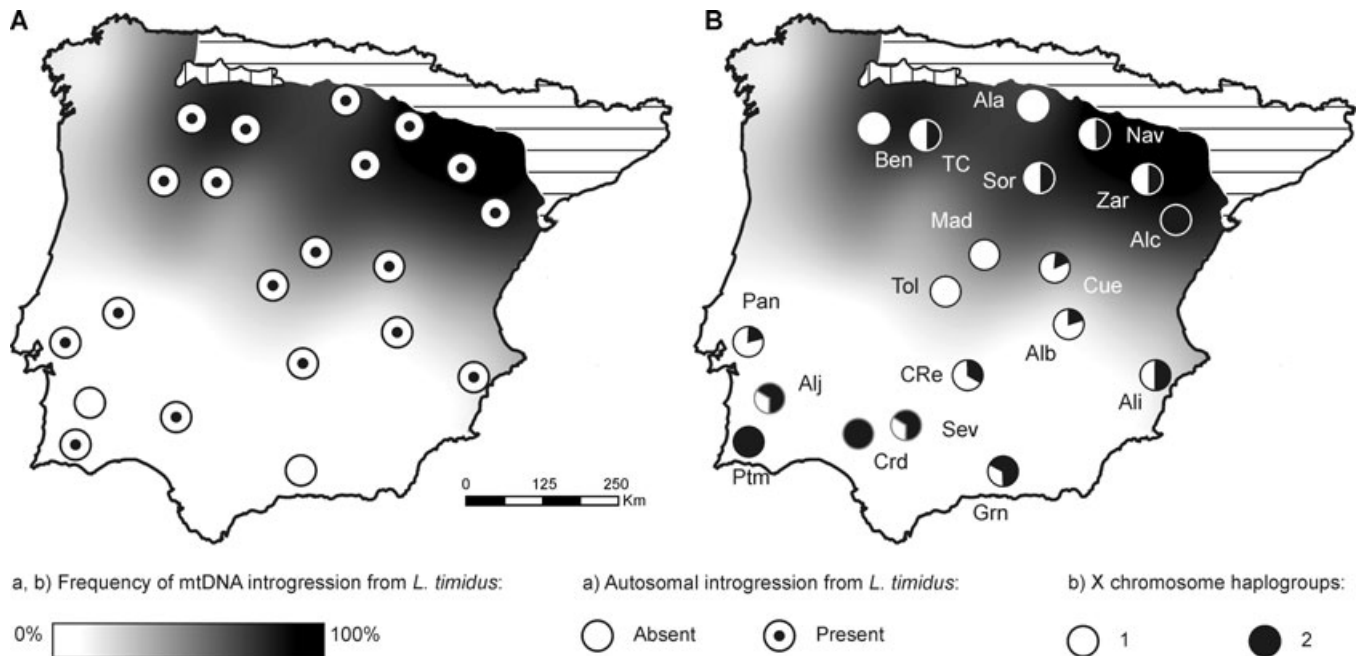 A
B
Ala
Nav
Ben
TC
Sor
Zar
Mad
Alc
Tol
Cue
Pan
Alb
Alj
CRe
Ali
Sev
Crd
Ptm
Grn
0 125 250
Km
a, b) Frequency of mtDNA introgression from L. timidus:
0% 100%
a) Autosomal introgression from L. timidus:
Absent Present
b) X chromosome haplogroups:
1 2